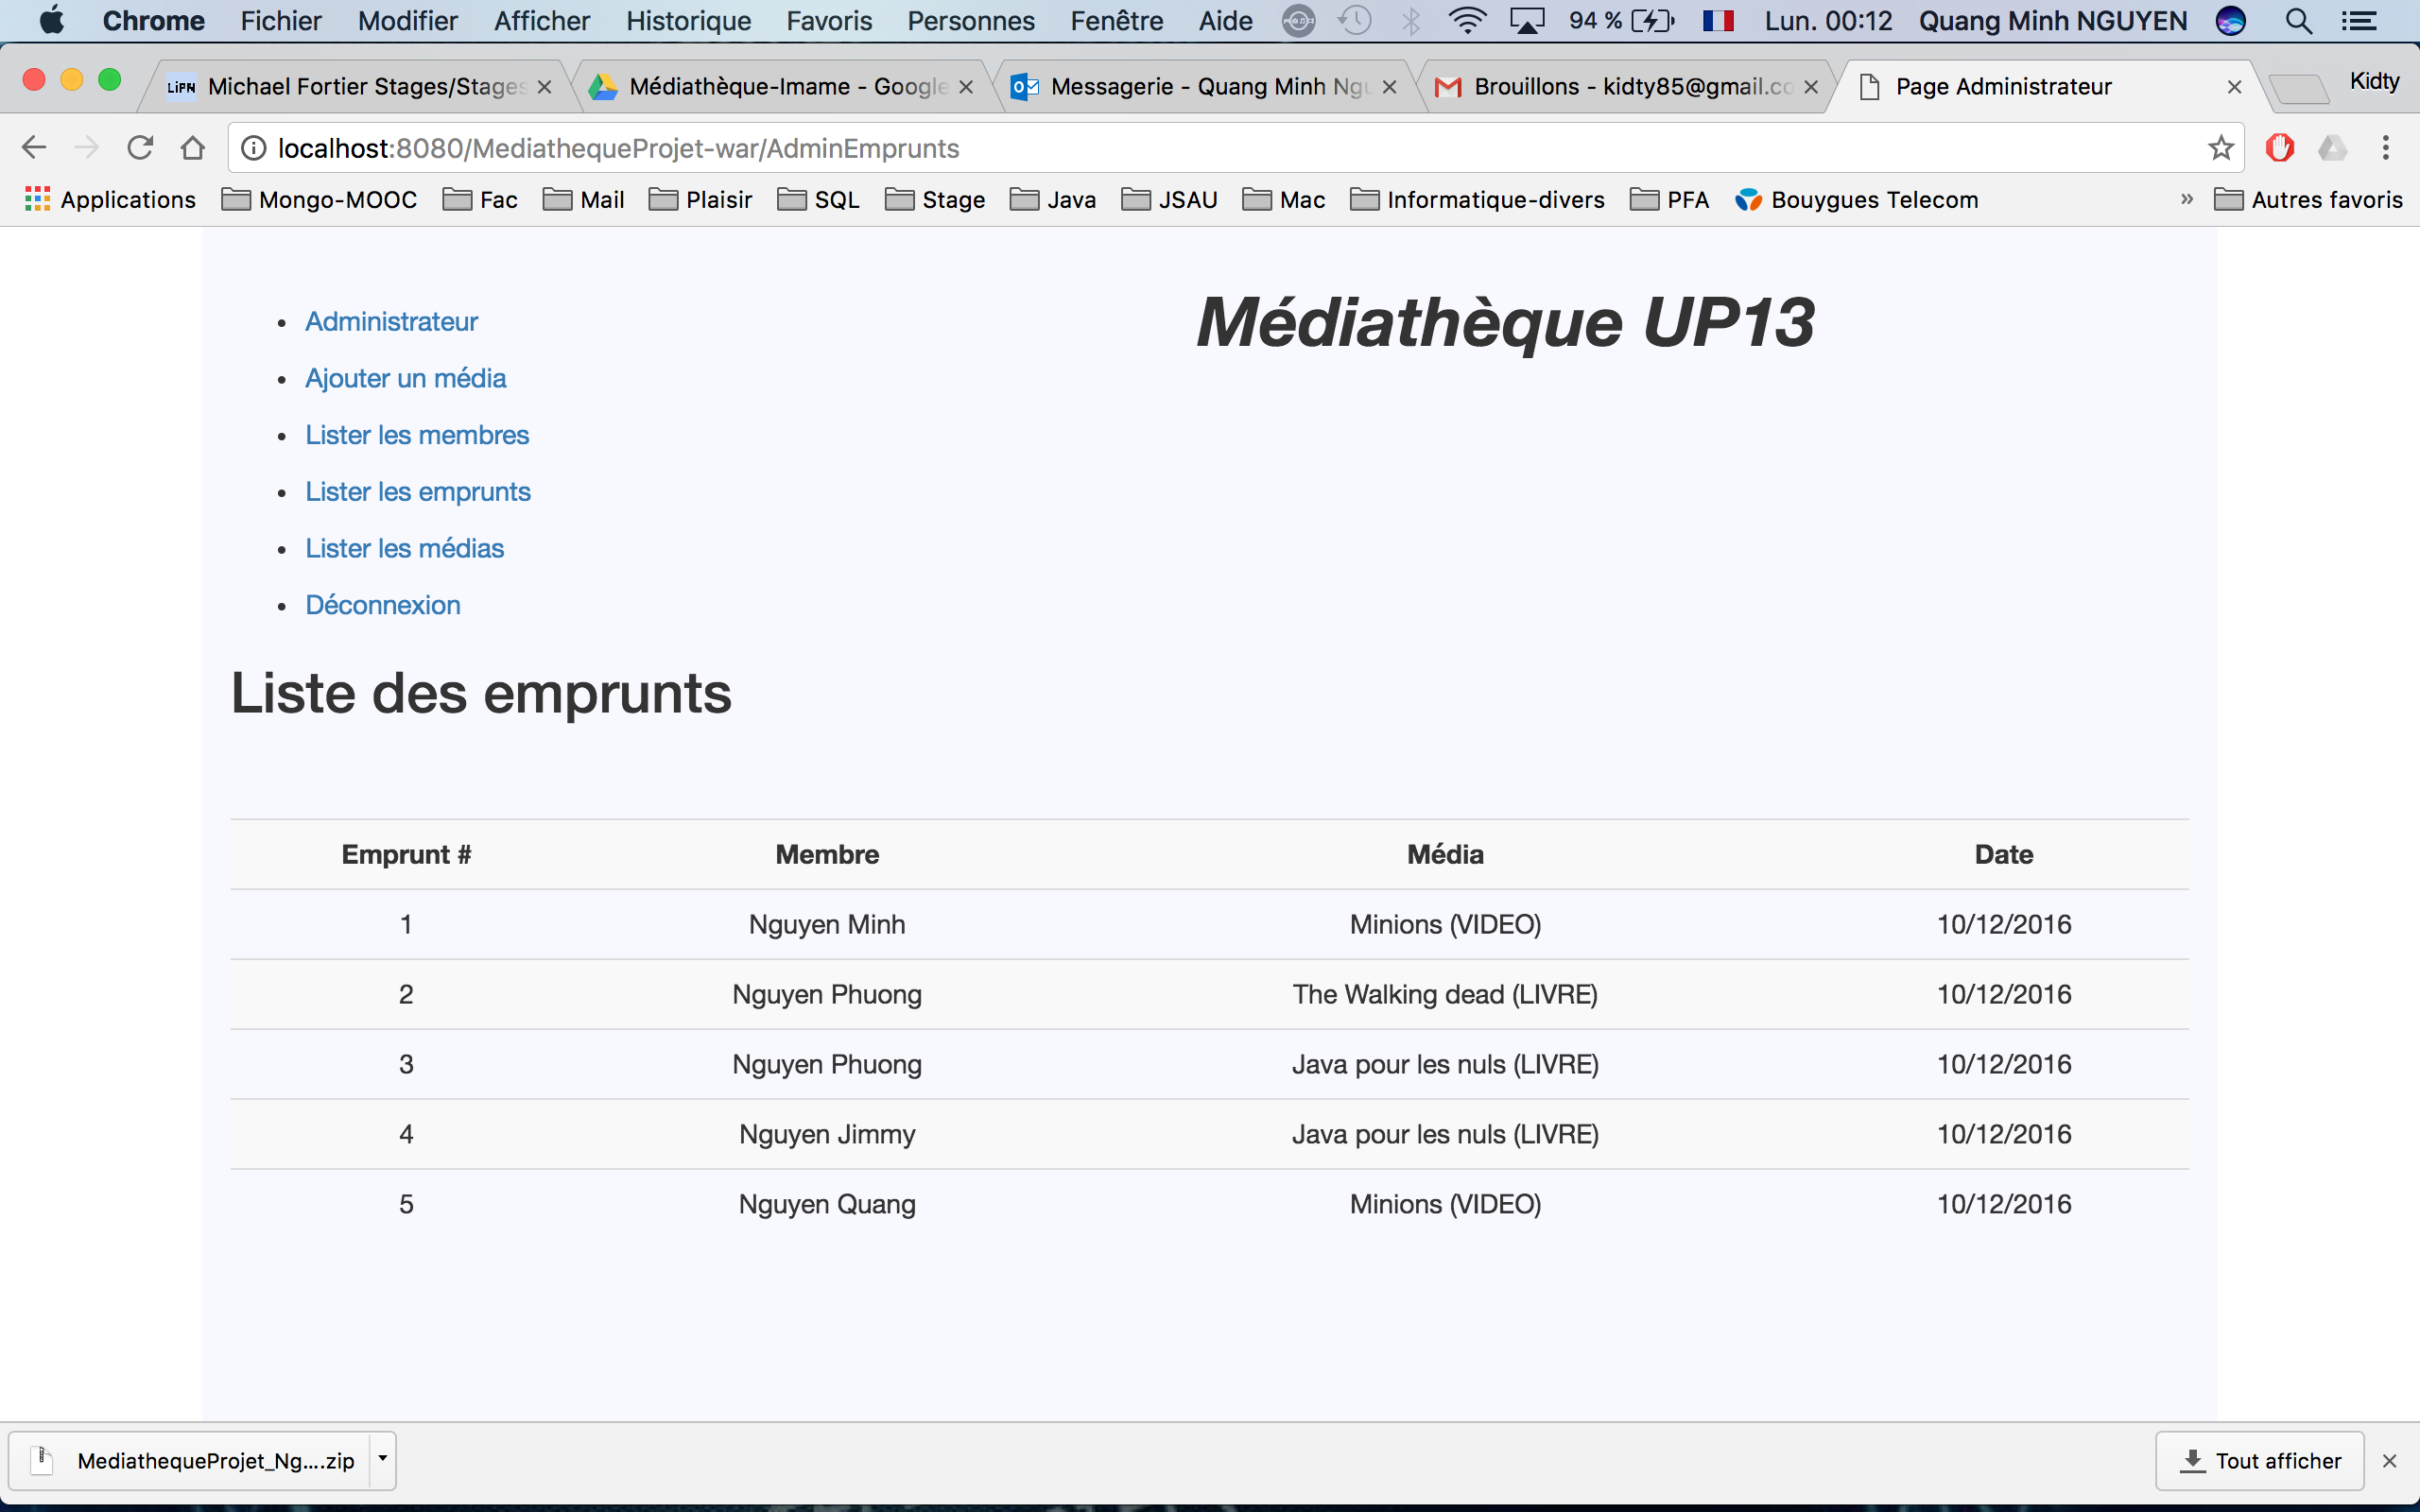 Chrome Fichier Modifier Afficher Historique Favoris Personnes Fenêtre Aide 94 % Lun. 00:12 Quang Minh NGUYEN
LiPN Michael Fortier Stages/Stages Médiathèque-Imame - Google Messagerie - Quang Minh Ngu Brouillons - kidty85@gmail.co Page Administrateur Kidty
localhost:8080/MediathequeProjet-war/AdminEmprunts
Applications Mongo-MOOC Fac Mail Plaisir SQL Stage Java JSAU Mac Informatique-divers PFA Bouygues Telecom » Autres favoris
Médiathèque UP13
• Administrateur
• Ajouter un média
• Lister les membres
• Lister les emprunts
• Lister les médias
• Déconnexion
Liste des emprunts
Emprunt # Membre Média Date
1 Nguyen Minh Minions (VIDEO) 10/12/2016
2 Nguyen Phuong The Walking dead (LIVRE) 10/12/2016
3 Nguyen Phuong Java pour les nuls (LIVRE) 10/12/2016
4 Nguyen Jimmy Java pour les nuls (LIVRE) 10/12/2016
5 Nguyen Quang Minions (VIDEO) 10/12/2016
MediathequeProjet_Ng....zip Tout afficher